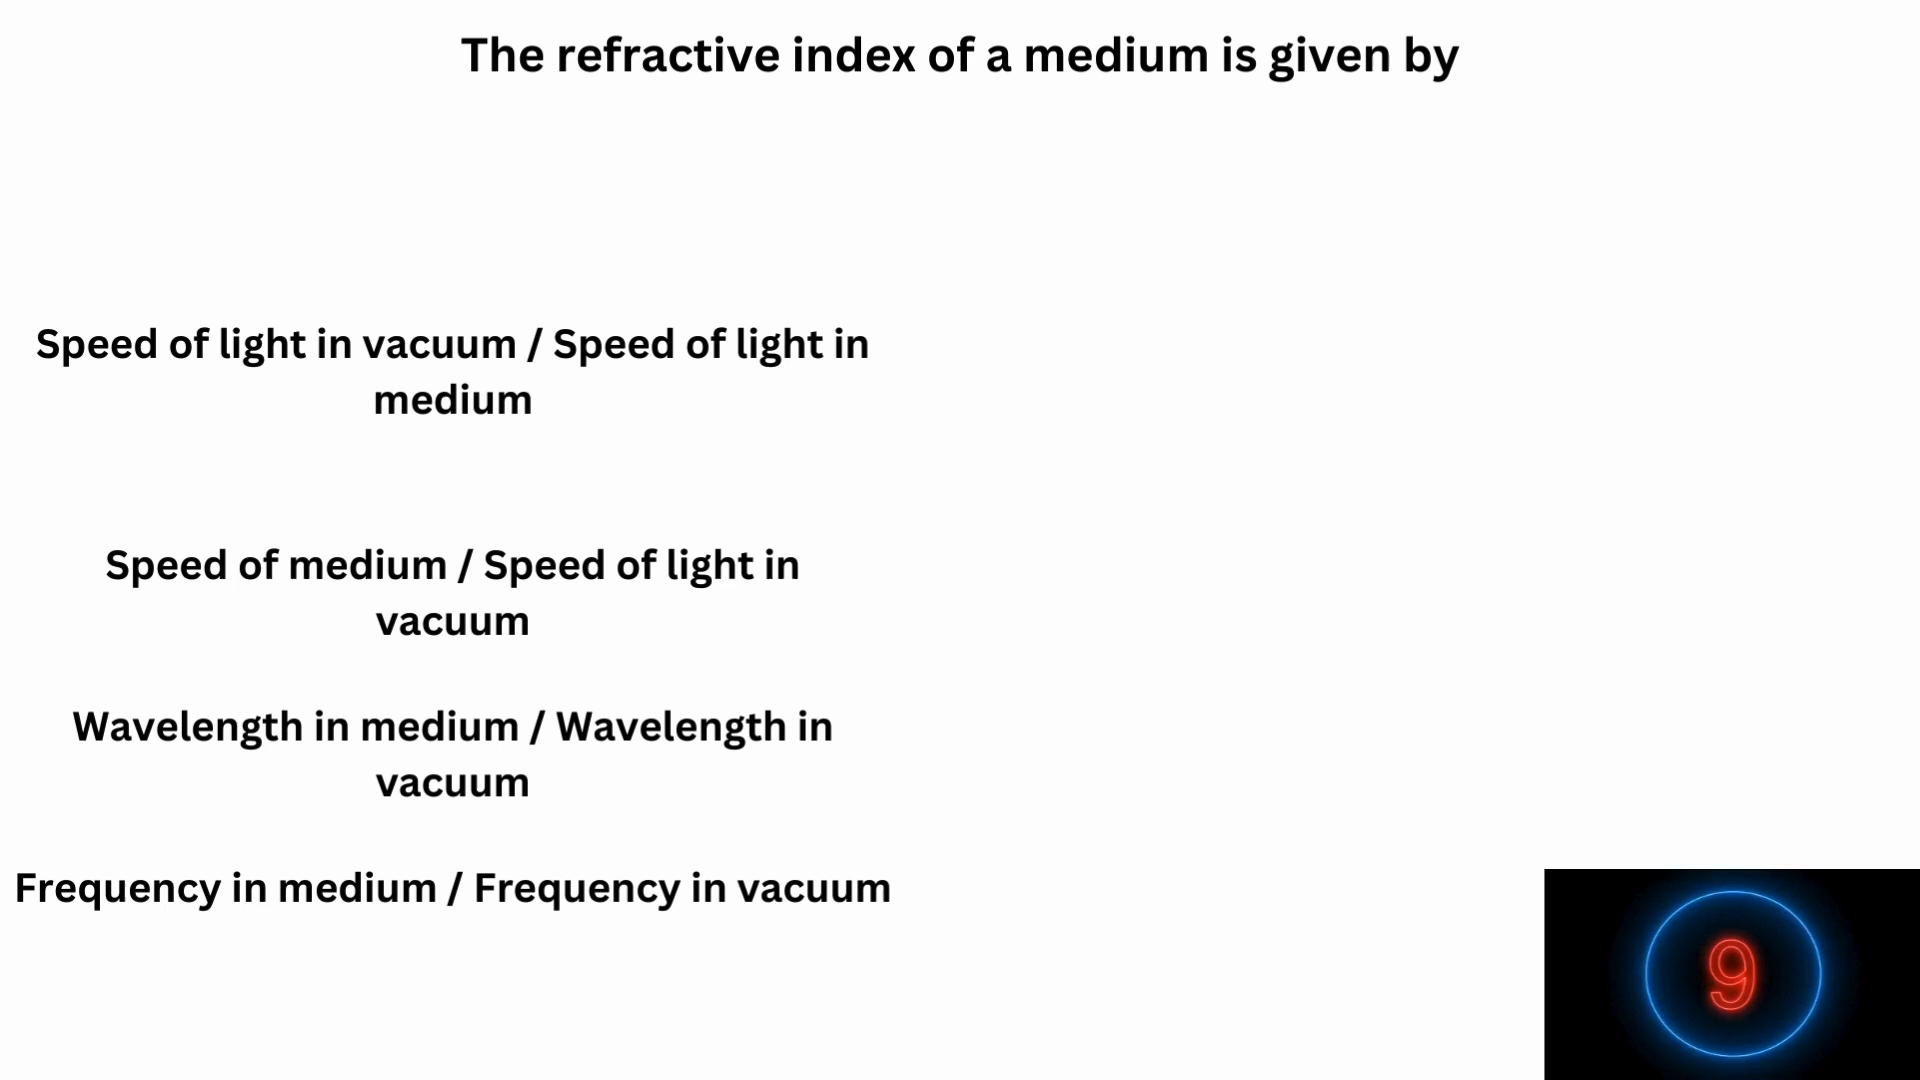 The refractive index of a medium is given by
Speed of light in vacuum / Speed of light in
medium
Speed of medium / Speed of light in
vacuum
Wavelength in medium / Wavelength in
vacuum
Frequency in medium / Frequency in vacuum
9